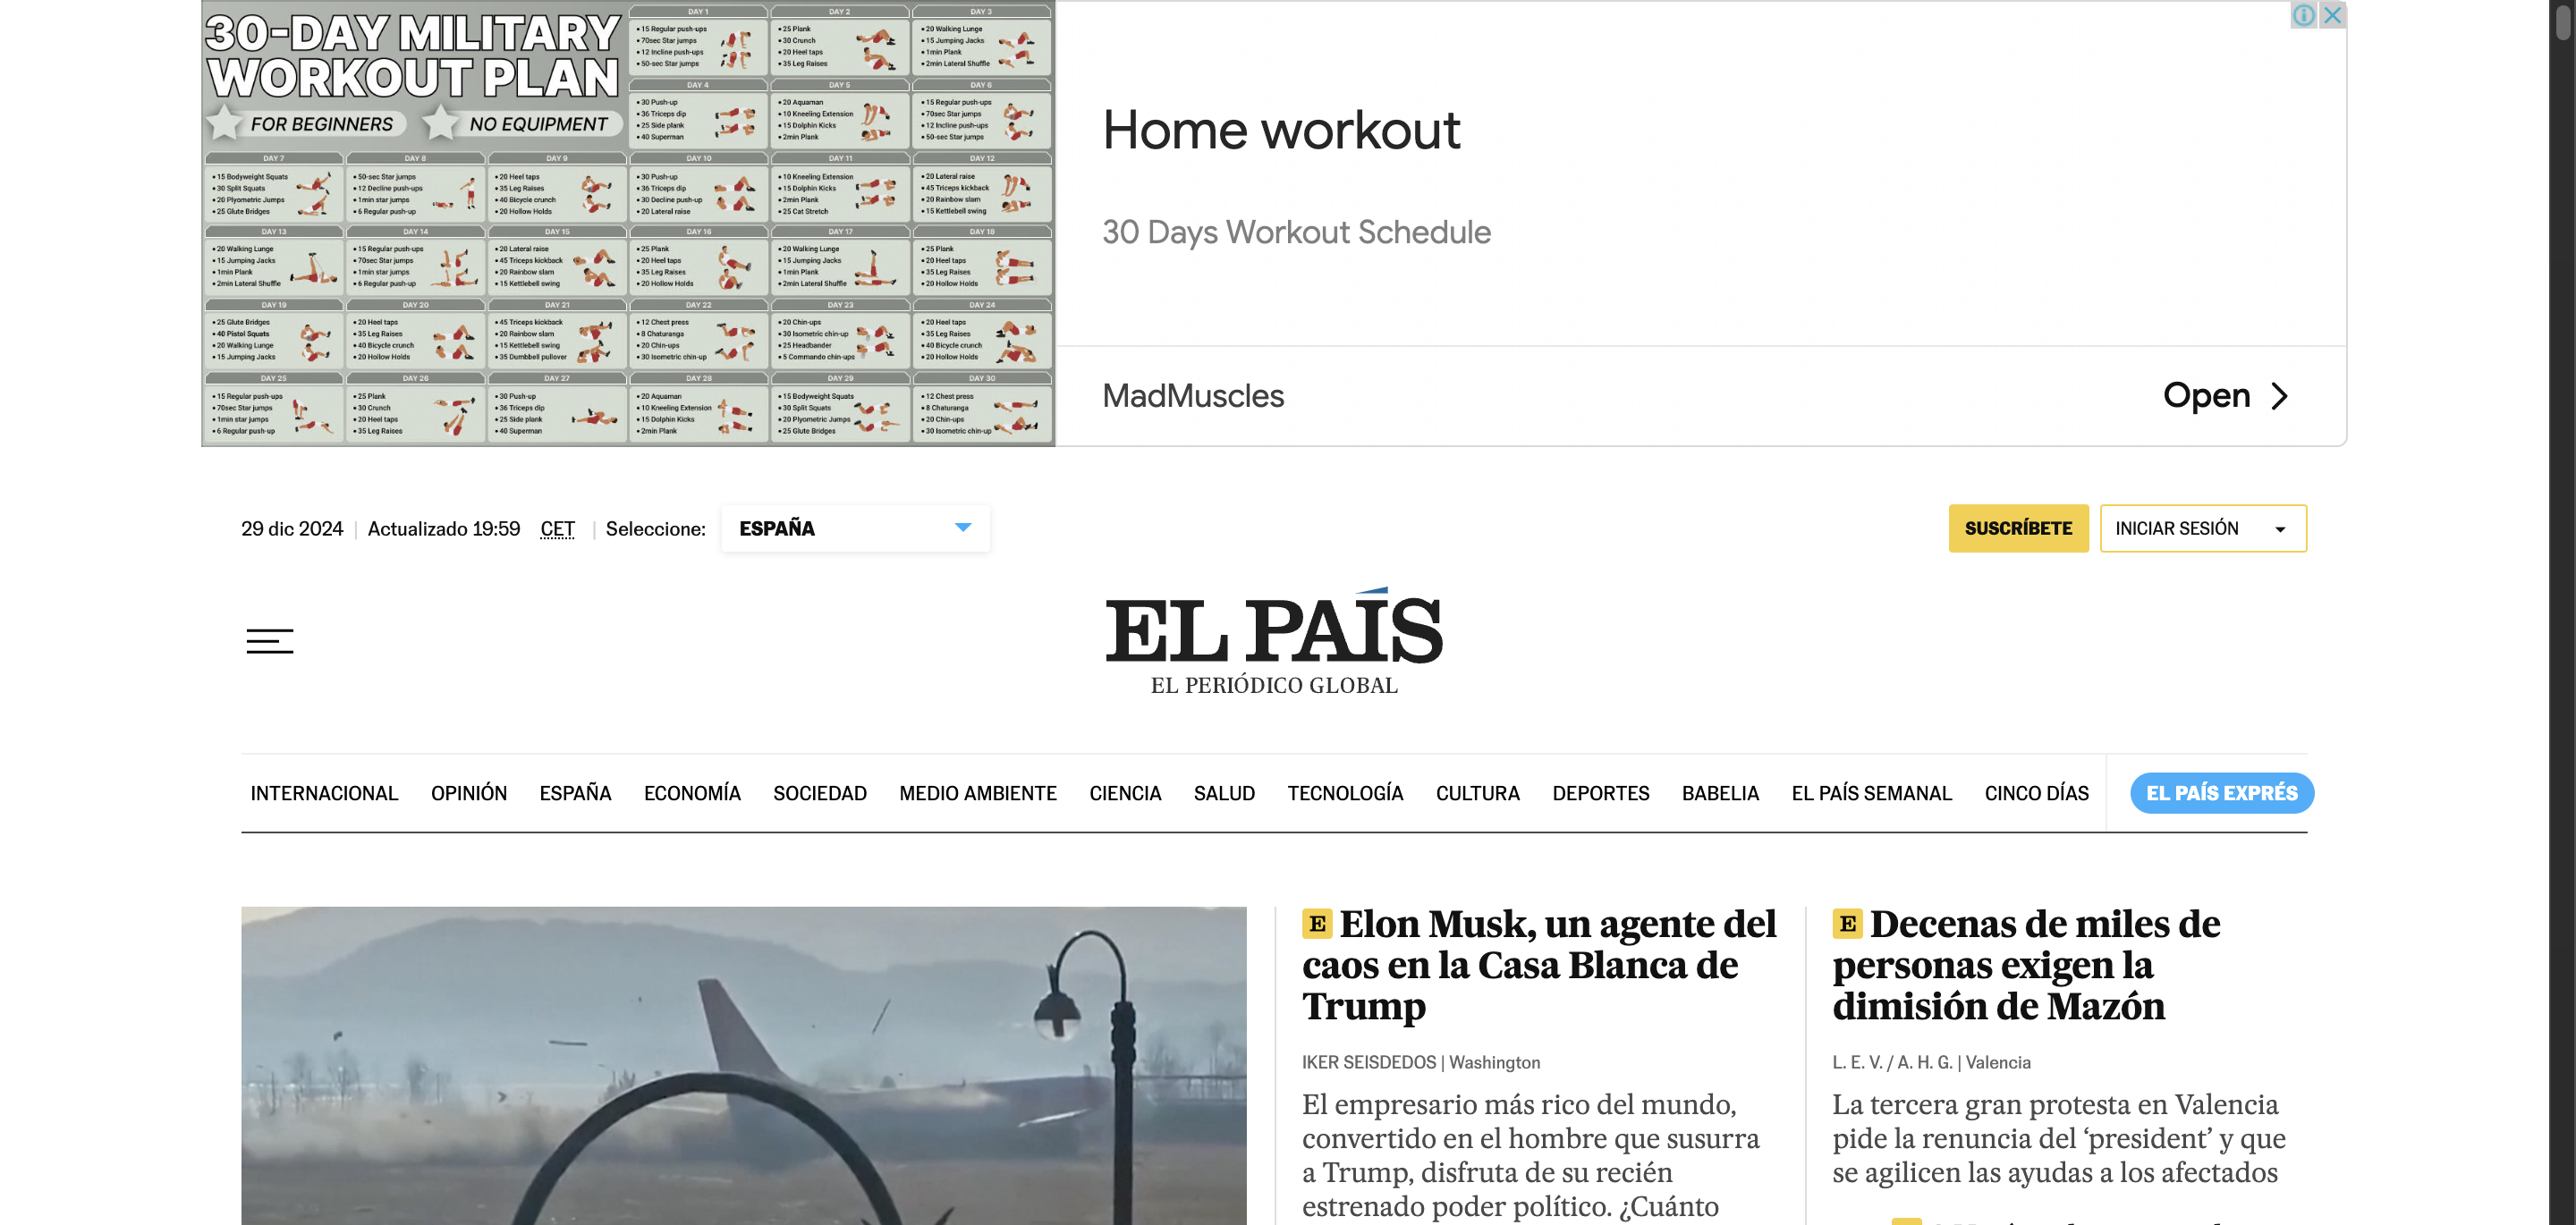 30-DAY MILITARY
WORKOUT PLAN
FOR BEGINNERS
NO EQUIPMENT
DAY 1
• 15 Regular push-ups
• 70sec Star jumps
• 12 Incline push-ups
• 50-sec Star jumps
DAY 2
• 25 Plank
• 30 Crunch
• 20 Heel taps
• 35 Leg Raises
DAY 3
• 20 Walking Lunge
• 15 Jumping Jacks
• 1min Plank
• 2min Lateral Shuffle
DAY 4
• 30 Push-up
• 36 Triceps dip
• 25 Side plank
• 40 Superman
DAY 5
• 20 Aquaman
• 10 Kneeling Extension
• 15 Dolphin Kicks
• 2min Plank
DAY 6
• 15 Regular push-ups
• 70sec Star jumps
• 12 Incline push-ups
• 50-sec Star jumps
DAY 7
• 15 Bodyweight Squats
• 30 Split Squats
• 20 Plyometric Jumps
• 25 Glute Bridges
DAY 8
• 50-sec Star jumps
• 12 Decline push-ups
• 1min star jumps
• 6 Regular push-up
DAY 9
• 20 Heel taps
• 35 Leg Raises
• 40 Bicycle crunch
• 20 Hollow Holds
DAY 10
• 30 Push-up
• 36 Triceps dip
• 30 Decline push-up
• 20 Lateral raise
DAY 11
• 10 Kneeling Extension
• 15 Dolphin Kicks
• 2min Plank
• 25 Cat Stretch
DAY 12
• 20 Lateral raise
• 45 Triceps kickback
• 20 Rainbow slam
• 15 Kettlebell swing
DAY 13
• 20 Walking Lunge
• 15 Jumping Jacks
• 1min Plank
• 2min Lateral Shuffle
DAY 14
• 15 Regular push-ups
• 70sec Star jumps
• 1min star jumps
• 6 Regular push-up
DAY 15
• 20 Lateral raise
• 45 Triceps kickback
• 20 Rainbow slam
• 15 Kettlebell swing
DAY 16
• 25 Plank
• 20 Heel taps
• 35 Leg Raises
• 20 Hollow Holds
DAY 17
• 20 Walking Lunge
• 15 Jumping Jacks
• 1min Plank
• 2min Lateral Shuffle
DAY 18
• 25 Plank
• 20 Heel taps
• 35 Leg Raises
• 20 Hollow Holds
DAY 19
• 25 Glute Bridges
• 40 Pistol Squats
• 20 Walking Lunge
• 15 Jumping Jacks
DAY 20
• 20 Heel taps
• 35 Leg Raises
• 40 Bicycle crunch
• 20 Hollow Holds
DAY 21
• 45 Triceps kickback
• 20 Rainbow slam
• 15 Kettlebell swing
• 35 Dumbbell pullover
DAY 22
• 12 Chest press
• 8 Chaturanga
• 20 Chin-ups
• 30 Isometric chin-up
DAY 23
• 20 Chin-ups
• 30 Isometric chin-up
• 25 Headbander
• 5 Commando chin-ups
DAY 24
• 20 Heel taps
• 35 Leg Raises
• 40 Bicycle crunch
• 20 Hollow Holds
DAY 25
• 15 Regular push-ups
• 70sec Star jumps
• 1min star jumps
• 6 Regular push-up
DAY 26
• 25 Plank
• 30 Crunch
• 20 Heel taps
• 35 Leg Raises
DAY 27
• 30 Push-up
• 36 Triceps dip
• 25 Side plank
• 40 Superman
DAY 28
• 20 Aquaman
• 10 Kneeling Extension
• 15 Dolphin Kicks
• 2min Plank
DAY 29
• 15 Bodyweight Squats
• 30 Split Squats
• 20 Plyometric Jumps
• 25 Glute Bridges
DAY 30
• 12 Chest press
• 8 Chaturanga
• 20 Chin-ups
• 30 Isometric chin-up
Home workout
30 Days Workout Schedule
MadMuscles
Open
29 dic 2024 | Actualizado 19:59 CET | Seleccione: ESPAÑA
SUSCRÍBETE
INICIAR SESIÓN
EL PAÍS
EL PERIÓDICO GLOBAL
INTERNACIONAL OPINIÓN ESPAÑA ECONOMÍA SOCIEDAD MEDIO AMBIENTE CIENCIA SALUD TECNOLOGÍA CULTURA DEPORTES BABELIA EL PAÍS SEMANAL CINCO DÍAS EL PAÍS EXPRÉS
E Elon Musk, un agente del
caos en la Casa Blanca de
Trump
IKER SEISDEDOS | Washington
El empresario más rico del mundo,
convertido en el hombre que susurra
a Trump, disfruta de su recién
estrenado poder político. ¿Cuánto
E Decenas de miles de
personas exigen la
dimisión de Mazón
L. E. V. / A. H. G. | Valencia
La tercera gran protesta en Valencia
pide la renuncia del ‘president’ y que
se agilicen las ayudas a los afectados